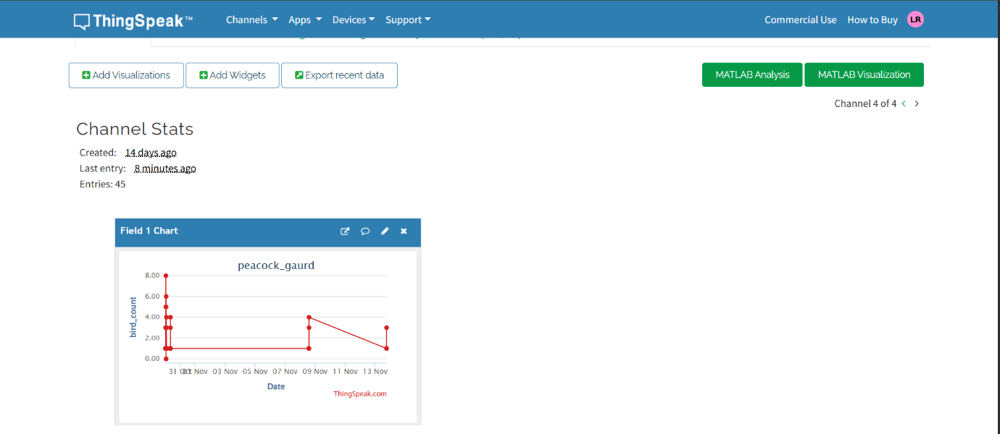 ThingSpeak™ Channels Apps Devices Support Commercial Use How to Buy LR
Add Visualizations Add Widgets Export recent data MATLAB Analysis MATLAB Visualization
Channel 4 of 4
Channel Stats
Created: 14 days ago
Last entry: 8 minutes ago
Entries: 45
Field 1 Chart
peacock_gaurd
bird_count
8.00
6.00
4.00
2.00
0.00
31 Oct 01 Nov 03 Nov 05 Nov 07 Nov 09 Nov 11 Nov 13 Nov
Date
ThingSpeak.com